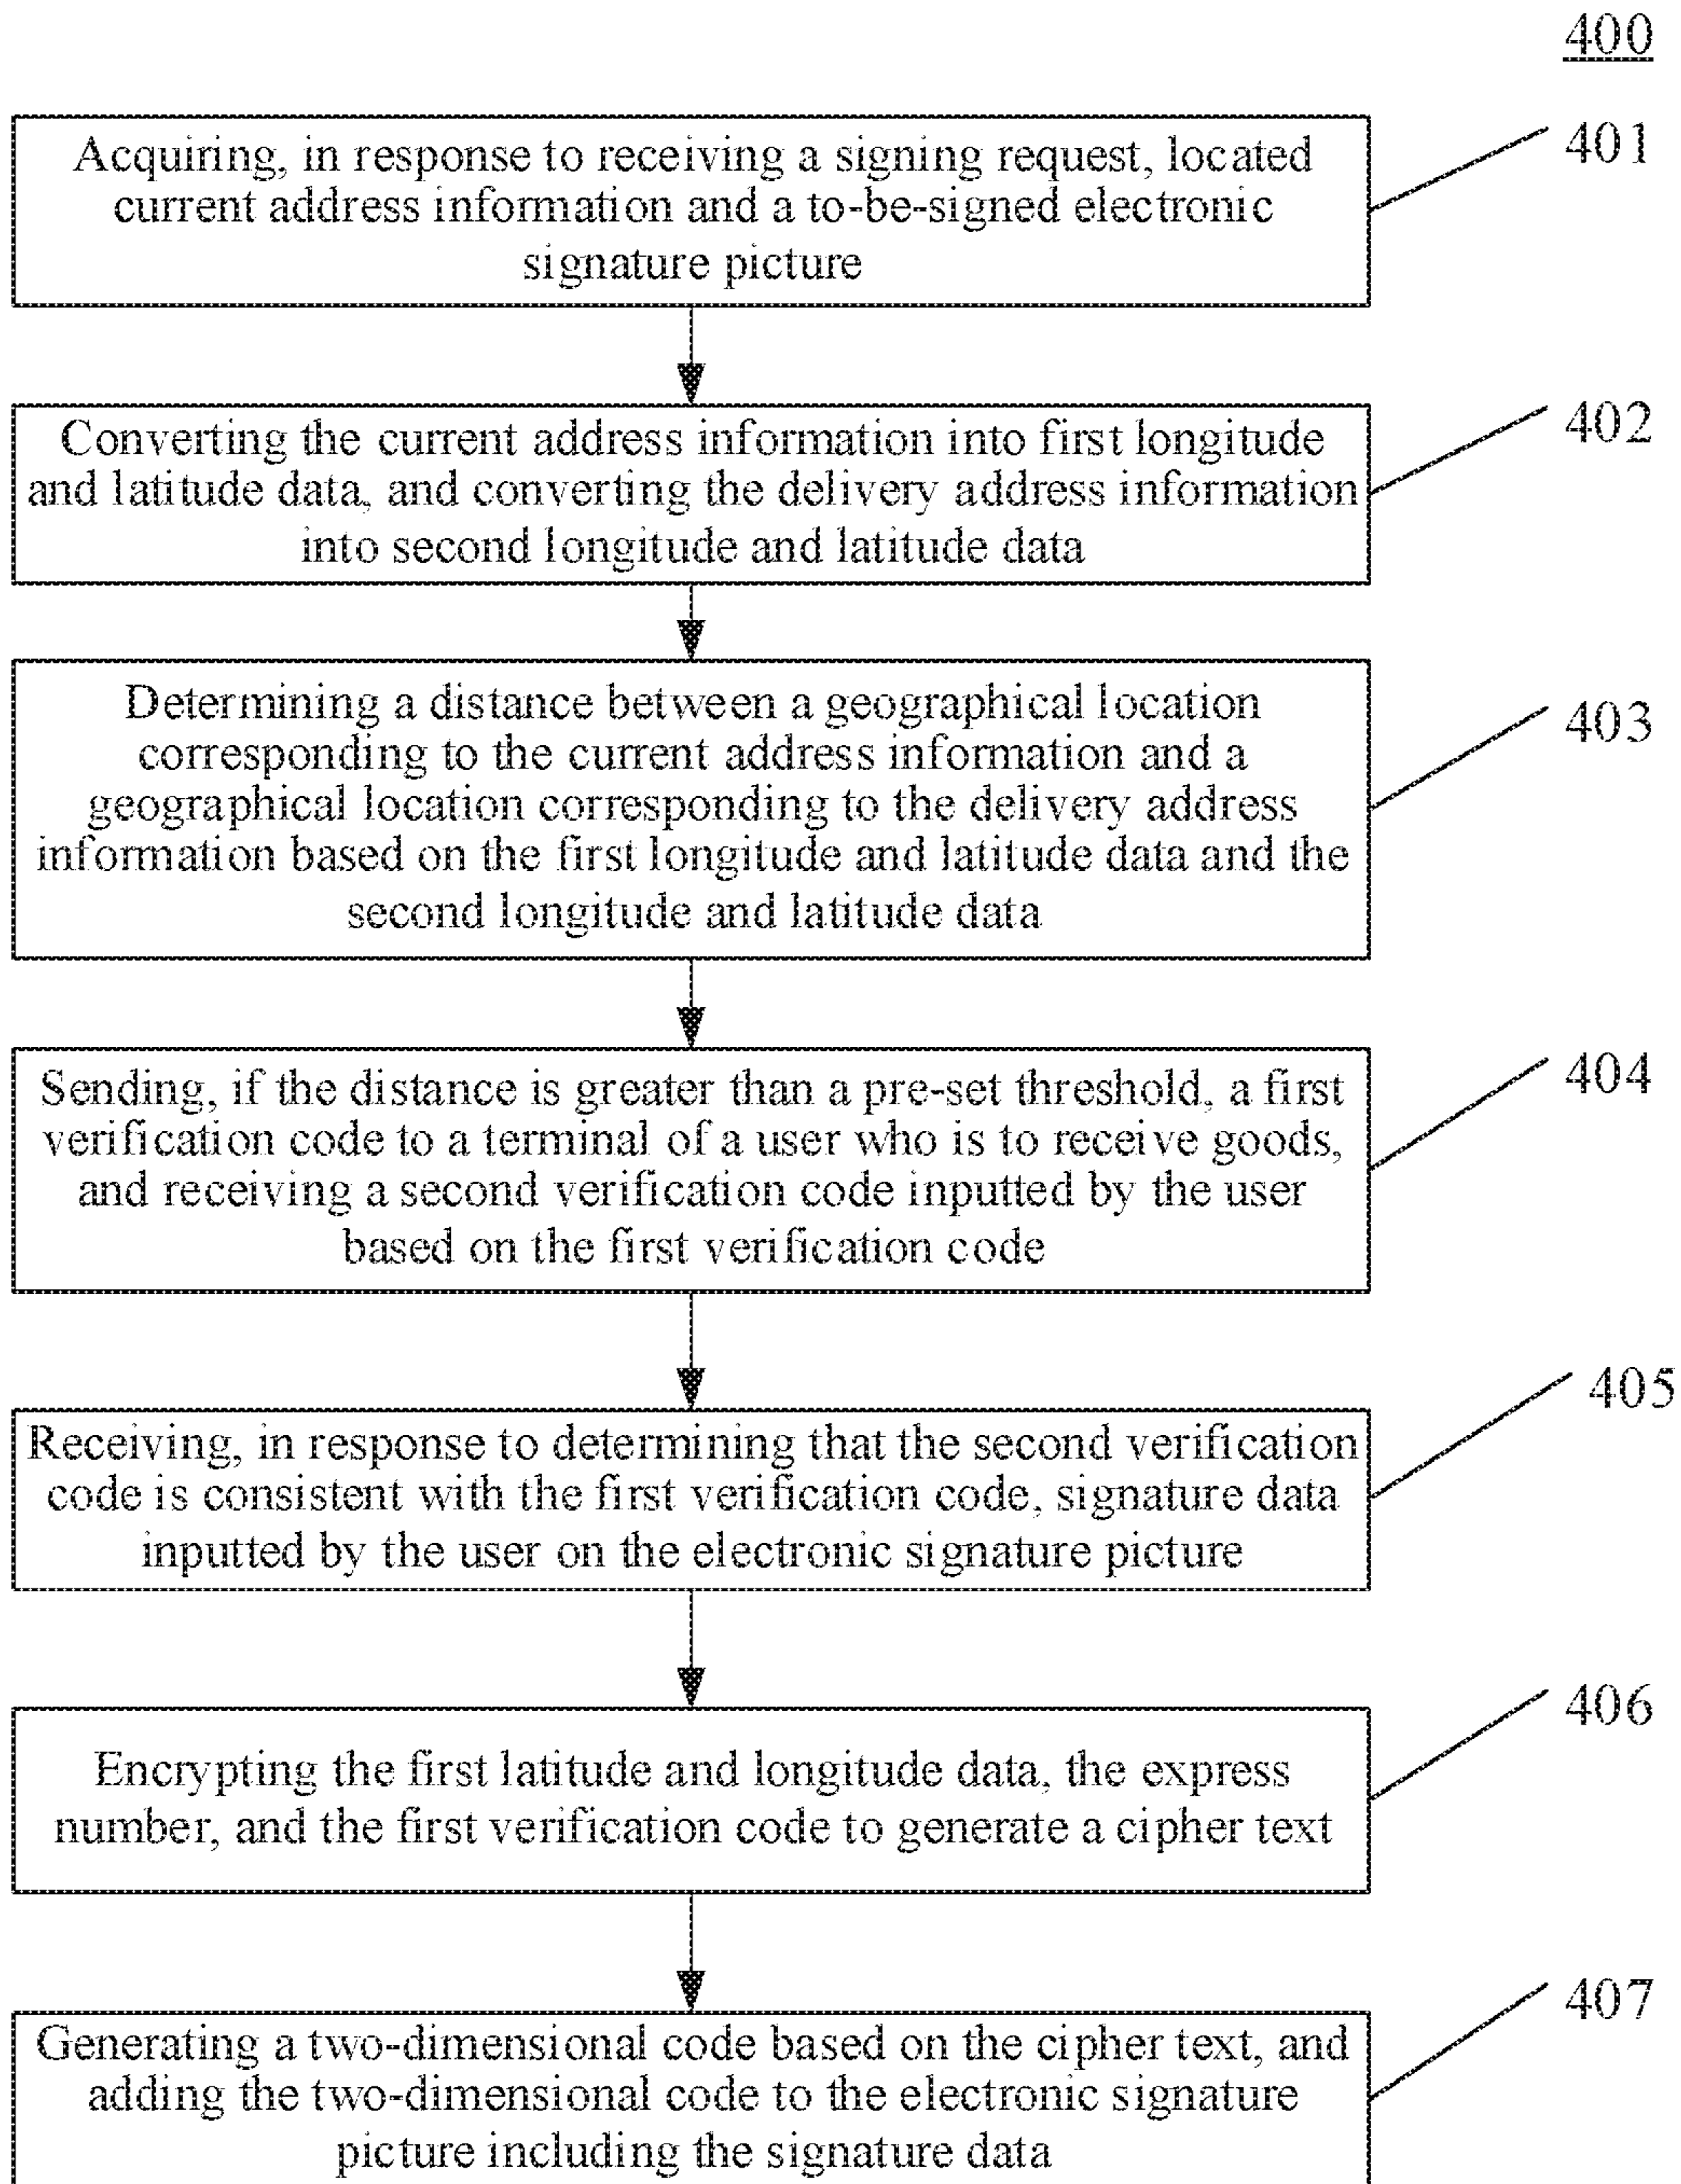 400
Acquiring, in response to receiving a signing request, located
current address information and a to-be-signed electronic
signature picture
401
Converting the current address information into first longitude
and latitude data, and converting the delivery address information
into second longitude and latitude data
402
Determining a distance between a geographical location
corresponding to the current address information and a
geographical location corresponding to the delivery address
information based on the first longitude and latitude data and the
second longitude and latitude data
403
Sending, if the distance is greater than a pre-set threshold, a first
verification code to a terminal of a user who is to receive goods,
and receiving a second verification code inputted by the user
based on the first verification code
404
Receiving, in response to determining that the second verification
code is consistent with the first verification code, signature data
inputted by the user on the electronic signature picture
405
Encrypting the first latitude and longitude data, the express
number, and the first verification code to generate a cipher text
406
Generating a two-dimensional code based on the cipher text, and
adding the two-dimensional code to the electronic signature
picture including the signature data
407